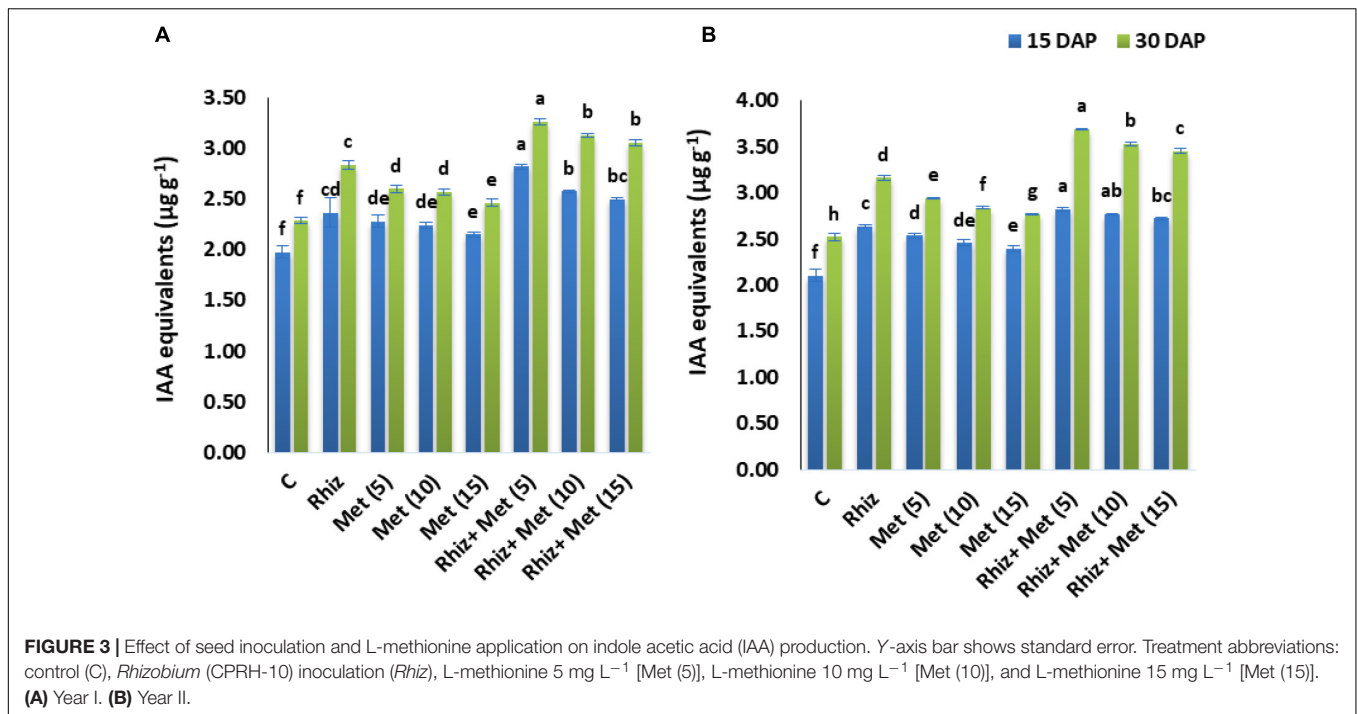 A
B
15 DAP 30 DAP
IAA equivalents (µg g⁻¹)
3.50
3.00
2.50
2.00
1.50
1.00
0.50
0.00
f f cd c de d de d e e a a b b bc b
C Rhiz Met (5) Met (10) Met (15) Rhiz+ Met (5) Rhiz+ Met (10) Rhiz+ Met (15)
IAA equivalents (µg g⁻¹)
4.00
3.50
3.00
2.50
2.00
1.50
1.00
0.50
0.00
f h c d d e de f e g a a ab b bc c
C Rhiz Met (5) Met (10) Met (15) Rhiz+ Met (5) Rhiz+ Met (10) Rhiz+ Met (15)
FIGURE 3 | Effect of seed inoculation and L-methionine application on indole acetic acid (IAA) production. Y-axis bar shows standard error. Treatment abbreviations:
control (C), Rhizobium (CPRH-10) inoculation (Rhiz), L-methionine 5 mg L⁻¹ [Met (5)], L-methionine 10 mg L⁻¹ [Met (10)], and L-methionine 15 mg L⁻¹ [Met (15)].
(A) Year I. (B) Year II.